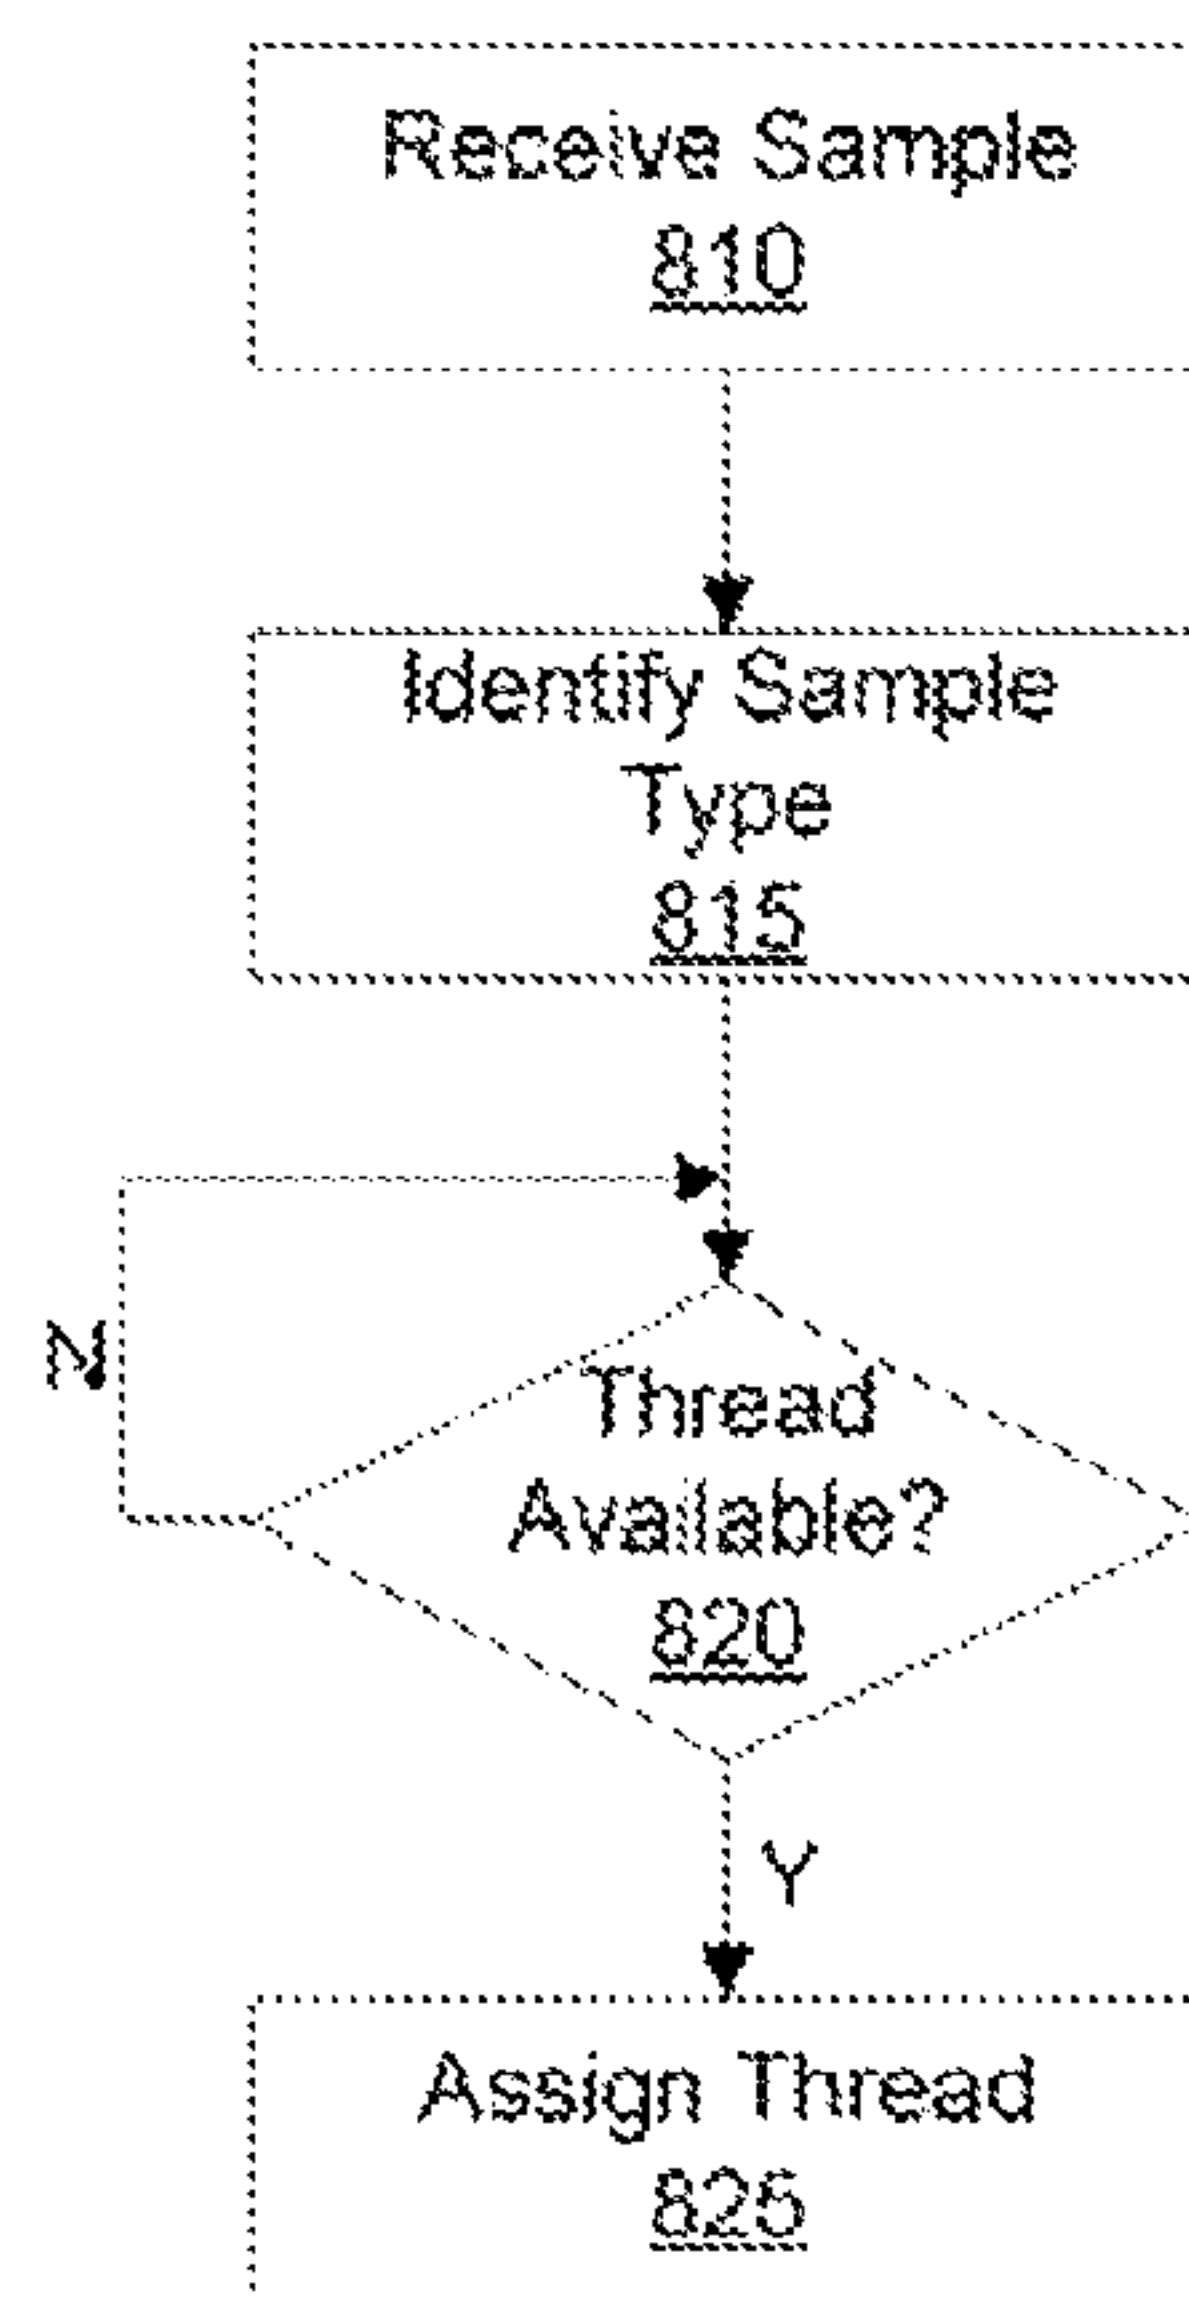 Receive Sample
810
Identify Sample
Type
815
N
Thread
Available?
820
Y
Assign Thread
825